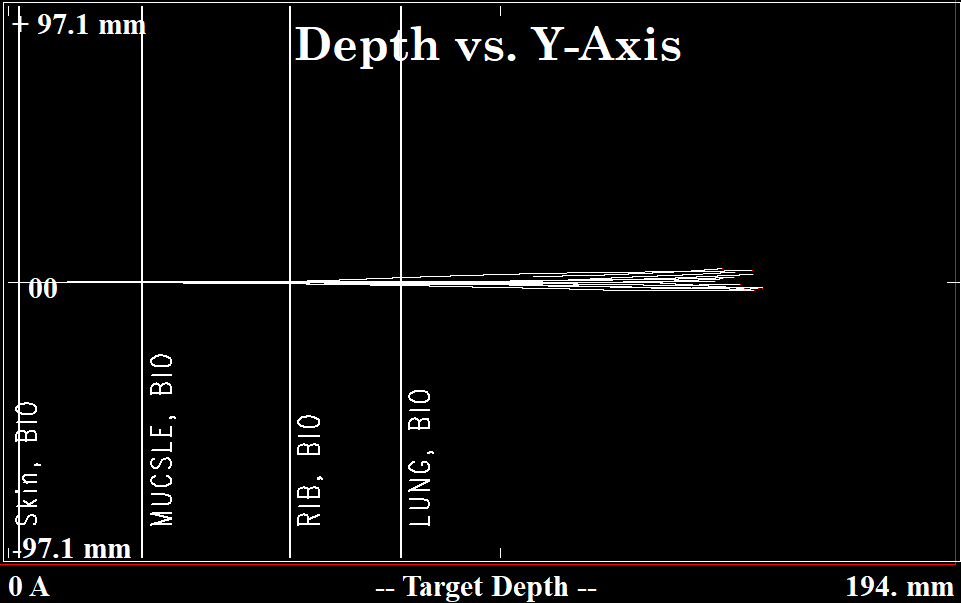 + 97.1 mm
Depth vs. Y-Axis
00
Skin, BIO
MUCSLE, BIO
RIB, BIO
LUNG, BIO
-97.1 mm
0 A
-- Target Depth --
194. mm